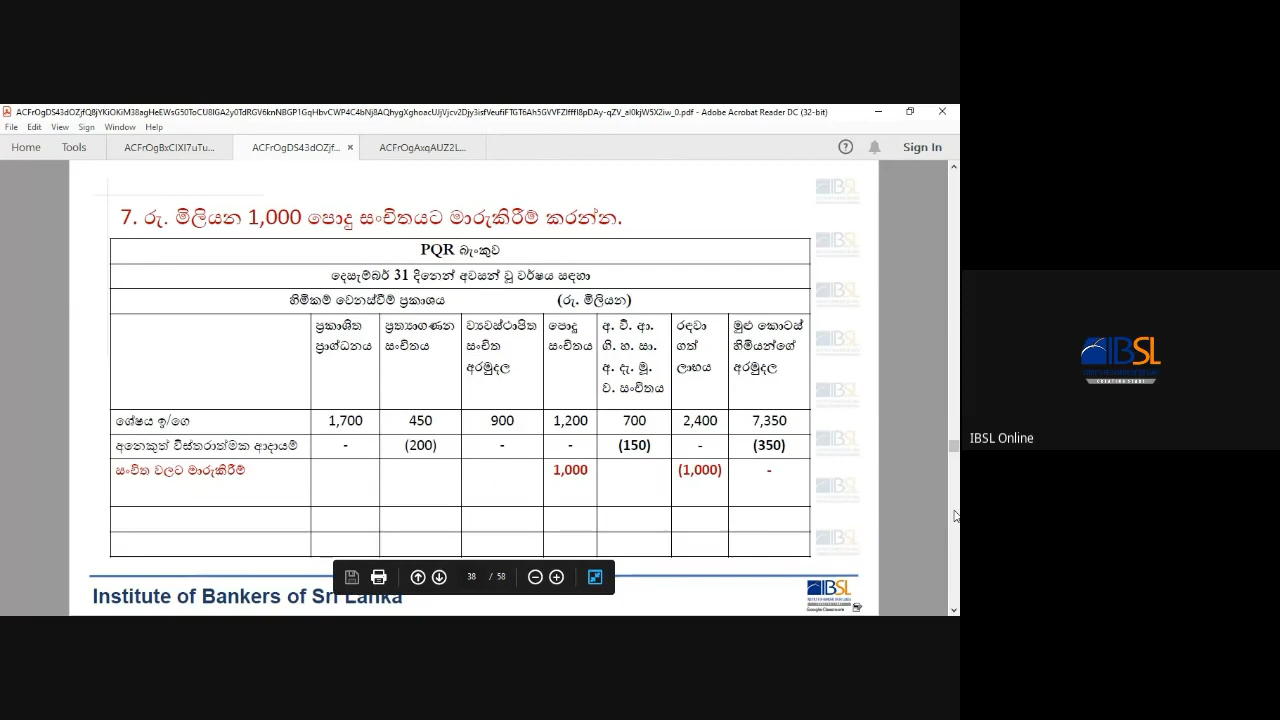 Adobe Acrobat Reader DC (32-bit)
File Edit View Sign Window Help
Home Tools ACFrOgBxCIXI7uTu... ACFrOgDS43dOZjf... ACFrOgAxqAUZ2L... Sign In
7. රු. මිලියන 1,000 පොදු සංචිතයට මාරුකිරීම් කරන්න.
PQR බැංකුව
දෙසැම්බර් 31 දිනෙන් අවසන් වූ වර්ෂය සඳහා
හිමිකම් වෙනස්වීම් ප්‍රකාශය (රු. මිලියන)
ප්‍රකාශිත ප්‍රත්‍යාගණන ව්‍යවස්ථාපිත පොදු අ. වි. ආ. රඳවා මුළු කොටස්
ප්‍රාග්ධනය සංචිතය සංචිත සංචිතය ගි. හ. සා. ගත් හිමියන්ගේ
අරමුදල අ. දැ. මූ. ලාභය අරමුදල
ව. සංචිතය
ශේෂය ඉ/ගෙ 1,700 450 900 1,200 700 2,400 7,350
අනෙකුත් විස්තරාත්මක ආදායම් - (200) - - (150) - (350)
සංචිත වලට මාරුකිරීම් 1,000 (1,000) -
38 / 58
Institute of Bankers of Sri Lanka
IBSL
Google Classroom
IBSL
IBSL Online